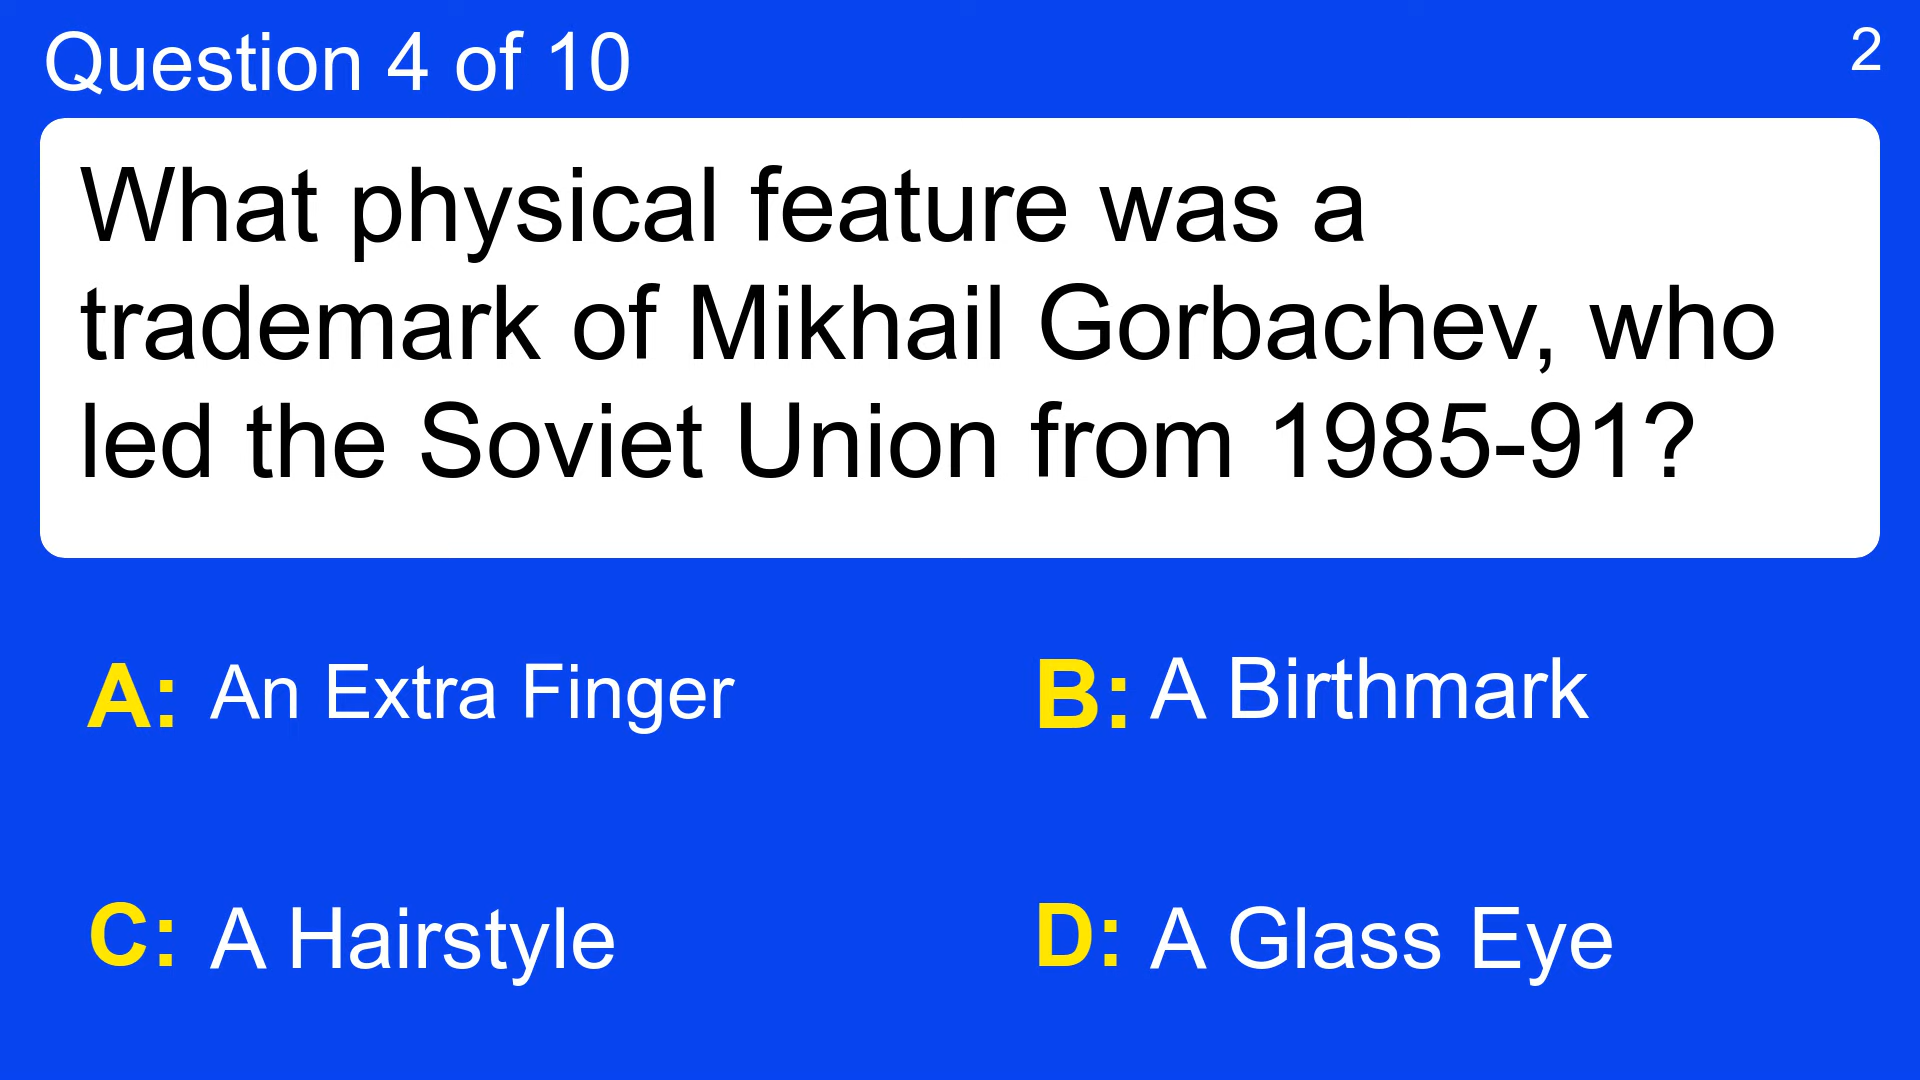 Question 4 of 10
2
What physical feature was a
trademark of Mikhail Gorbachev, who
led the Soviet Union from 1985-91?
A: An Extra Finger
B: A Birthmark
C: A Hairstyle
D: A Glass Eye